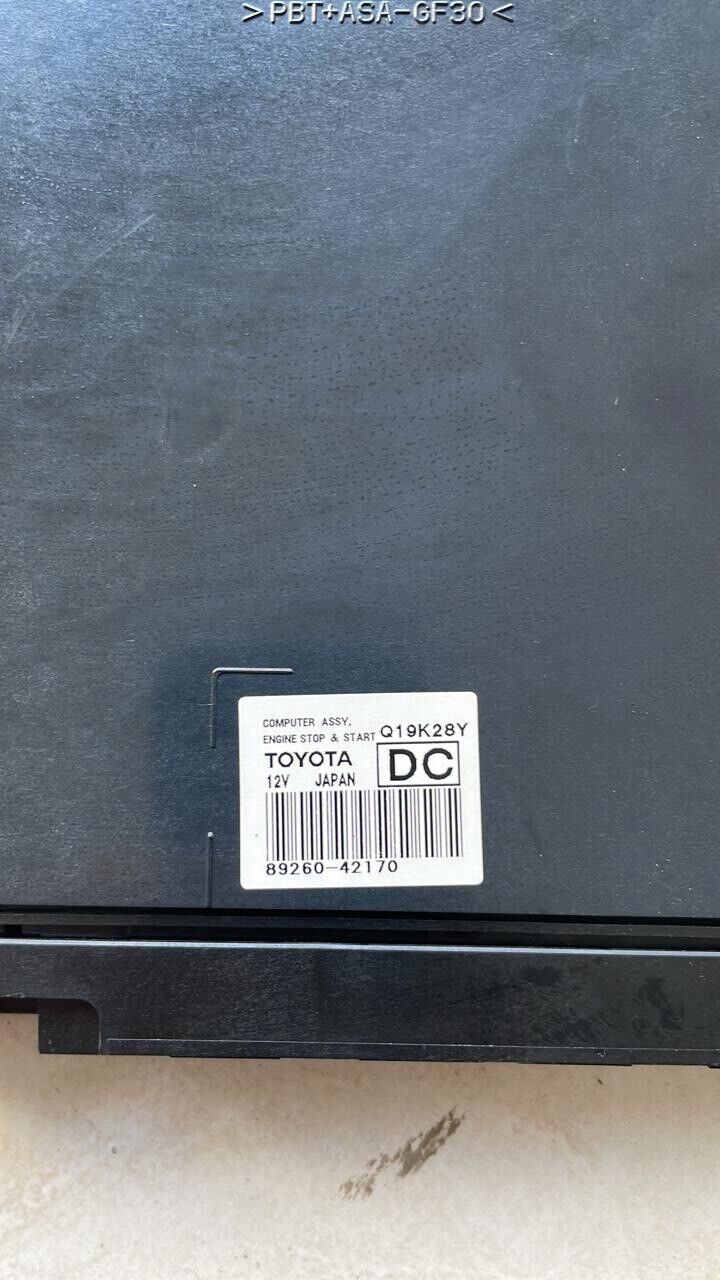 >PBT+ASA-GF30<
COMPUTER ASSY,
ENGINE STOP & START Q19K28Y
TOYOTA DC
12V JAPAN
89260-42170